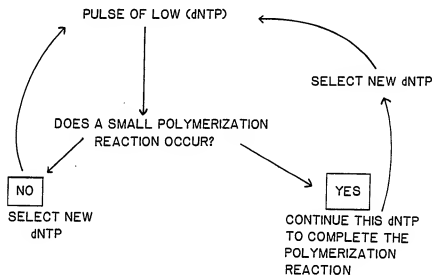 PULSE OF LOW (dNTP)
SELECT NEW dNTP
DOES A SMALL POLYMERIZATION
REACTION OCCUR?
NO
SELECT NEW
dNTP
YES
CONTINUE THIS dNTP
TO COMPLETE THE
POLYMERIZATION
REACTION